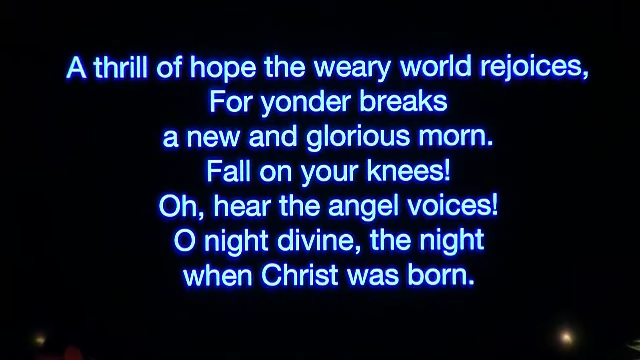 A thrill of hope the weary world rejoices,
For yonder breaks
a new and glorious morn.
Fall on your knees!
Oh, hear the angel voices!
O night divine, the night
when Christ was born.